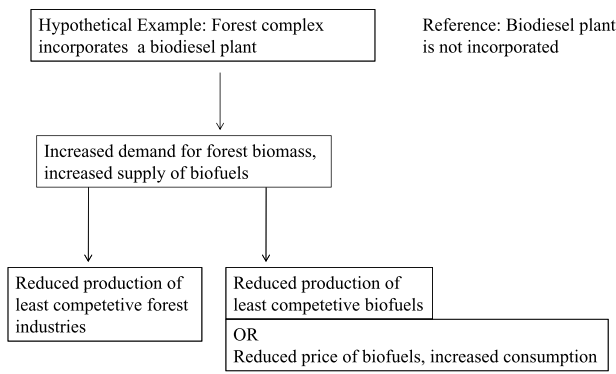 Hypothetical Example: Forest complex
incorporates a biodiesel plant
Reference: Biodiesel plant
is not incorporated
Increased demand for forest biomass,
increased supply of biofuels
Reduced production of
least competetive forest
industries
Reduced production of
least competetive biofuels
OR
Reduced price of biofuels, increased consumption